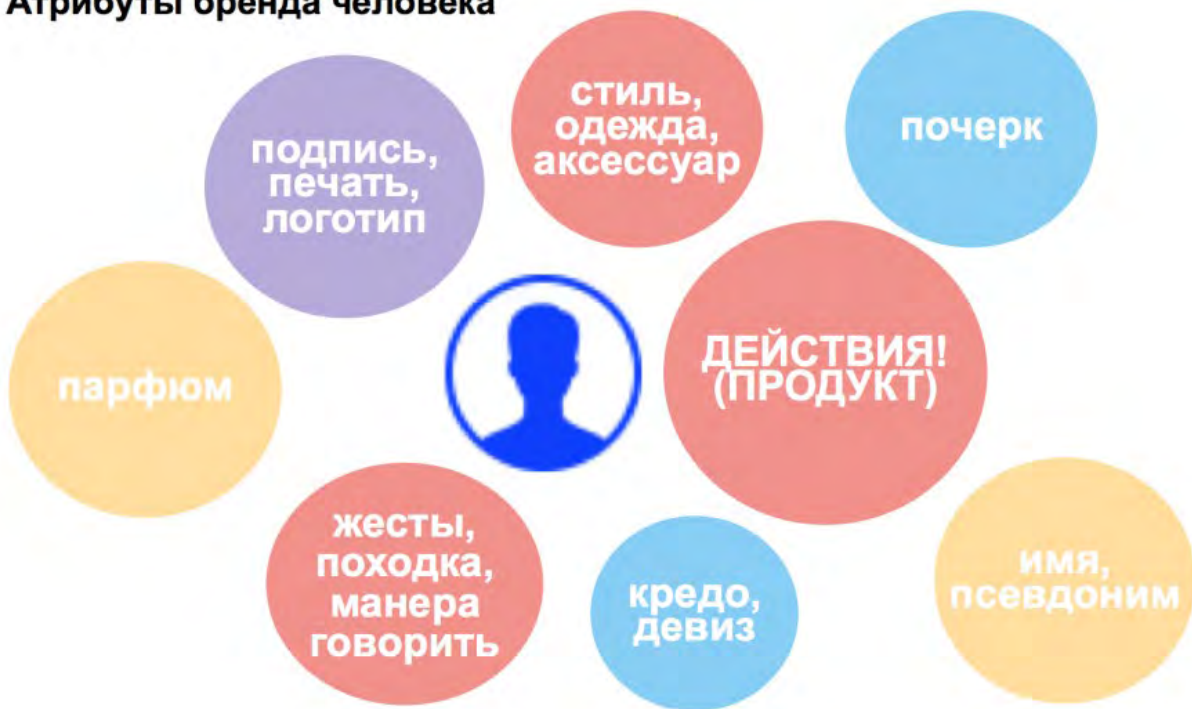 Атрибуты бренда человека
стиль,
одежда,
аксессуар
почерк
подпись,
печать,
логотип
ДЕЙСТВИЯ!
(ПРОДУКТ)
парфюм
жесты,
походка,
манера
говорить
кредо,
девиз
имя,
псевдоним